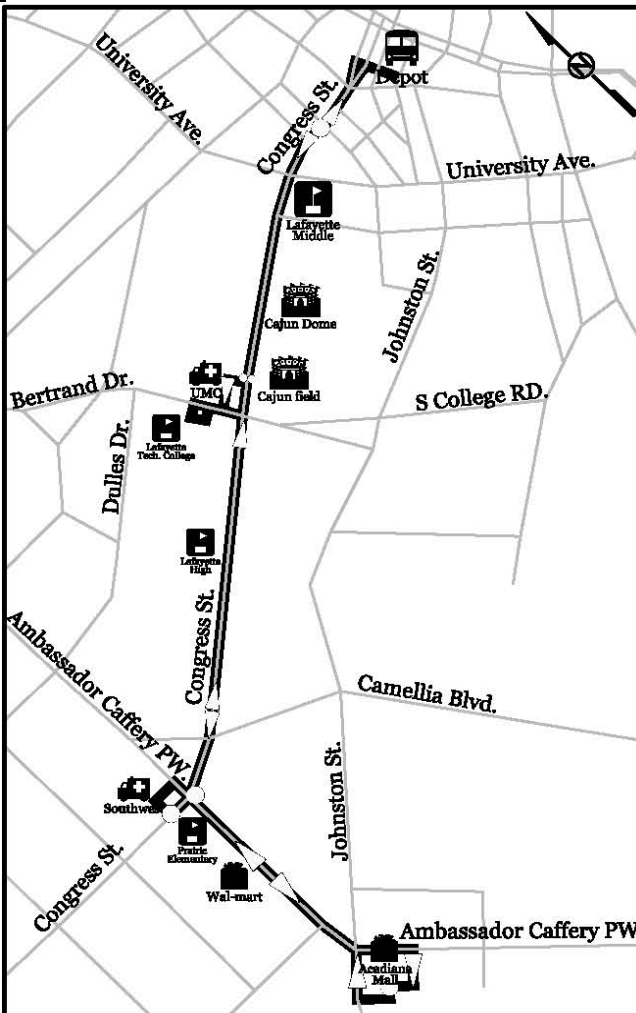 Depot
University Ave.
Congress St.
University Ave.
Lafayette
Middle
Johnston St.
Cajun Dome
UMC
Cajun field
Bertrand Dr.
S College RD.
Lafayette
Tech. College
Dulles Dr.
Lafayette
High
Congress St.
Ambassador Caffery PW.
Camellia Blvd.
Johnston St.
Southwes
Prairie
Elementary
Wal-mart
Congress St.
Ambassador Caffery PW
Acadiana
Mall
N